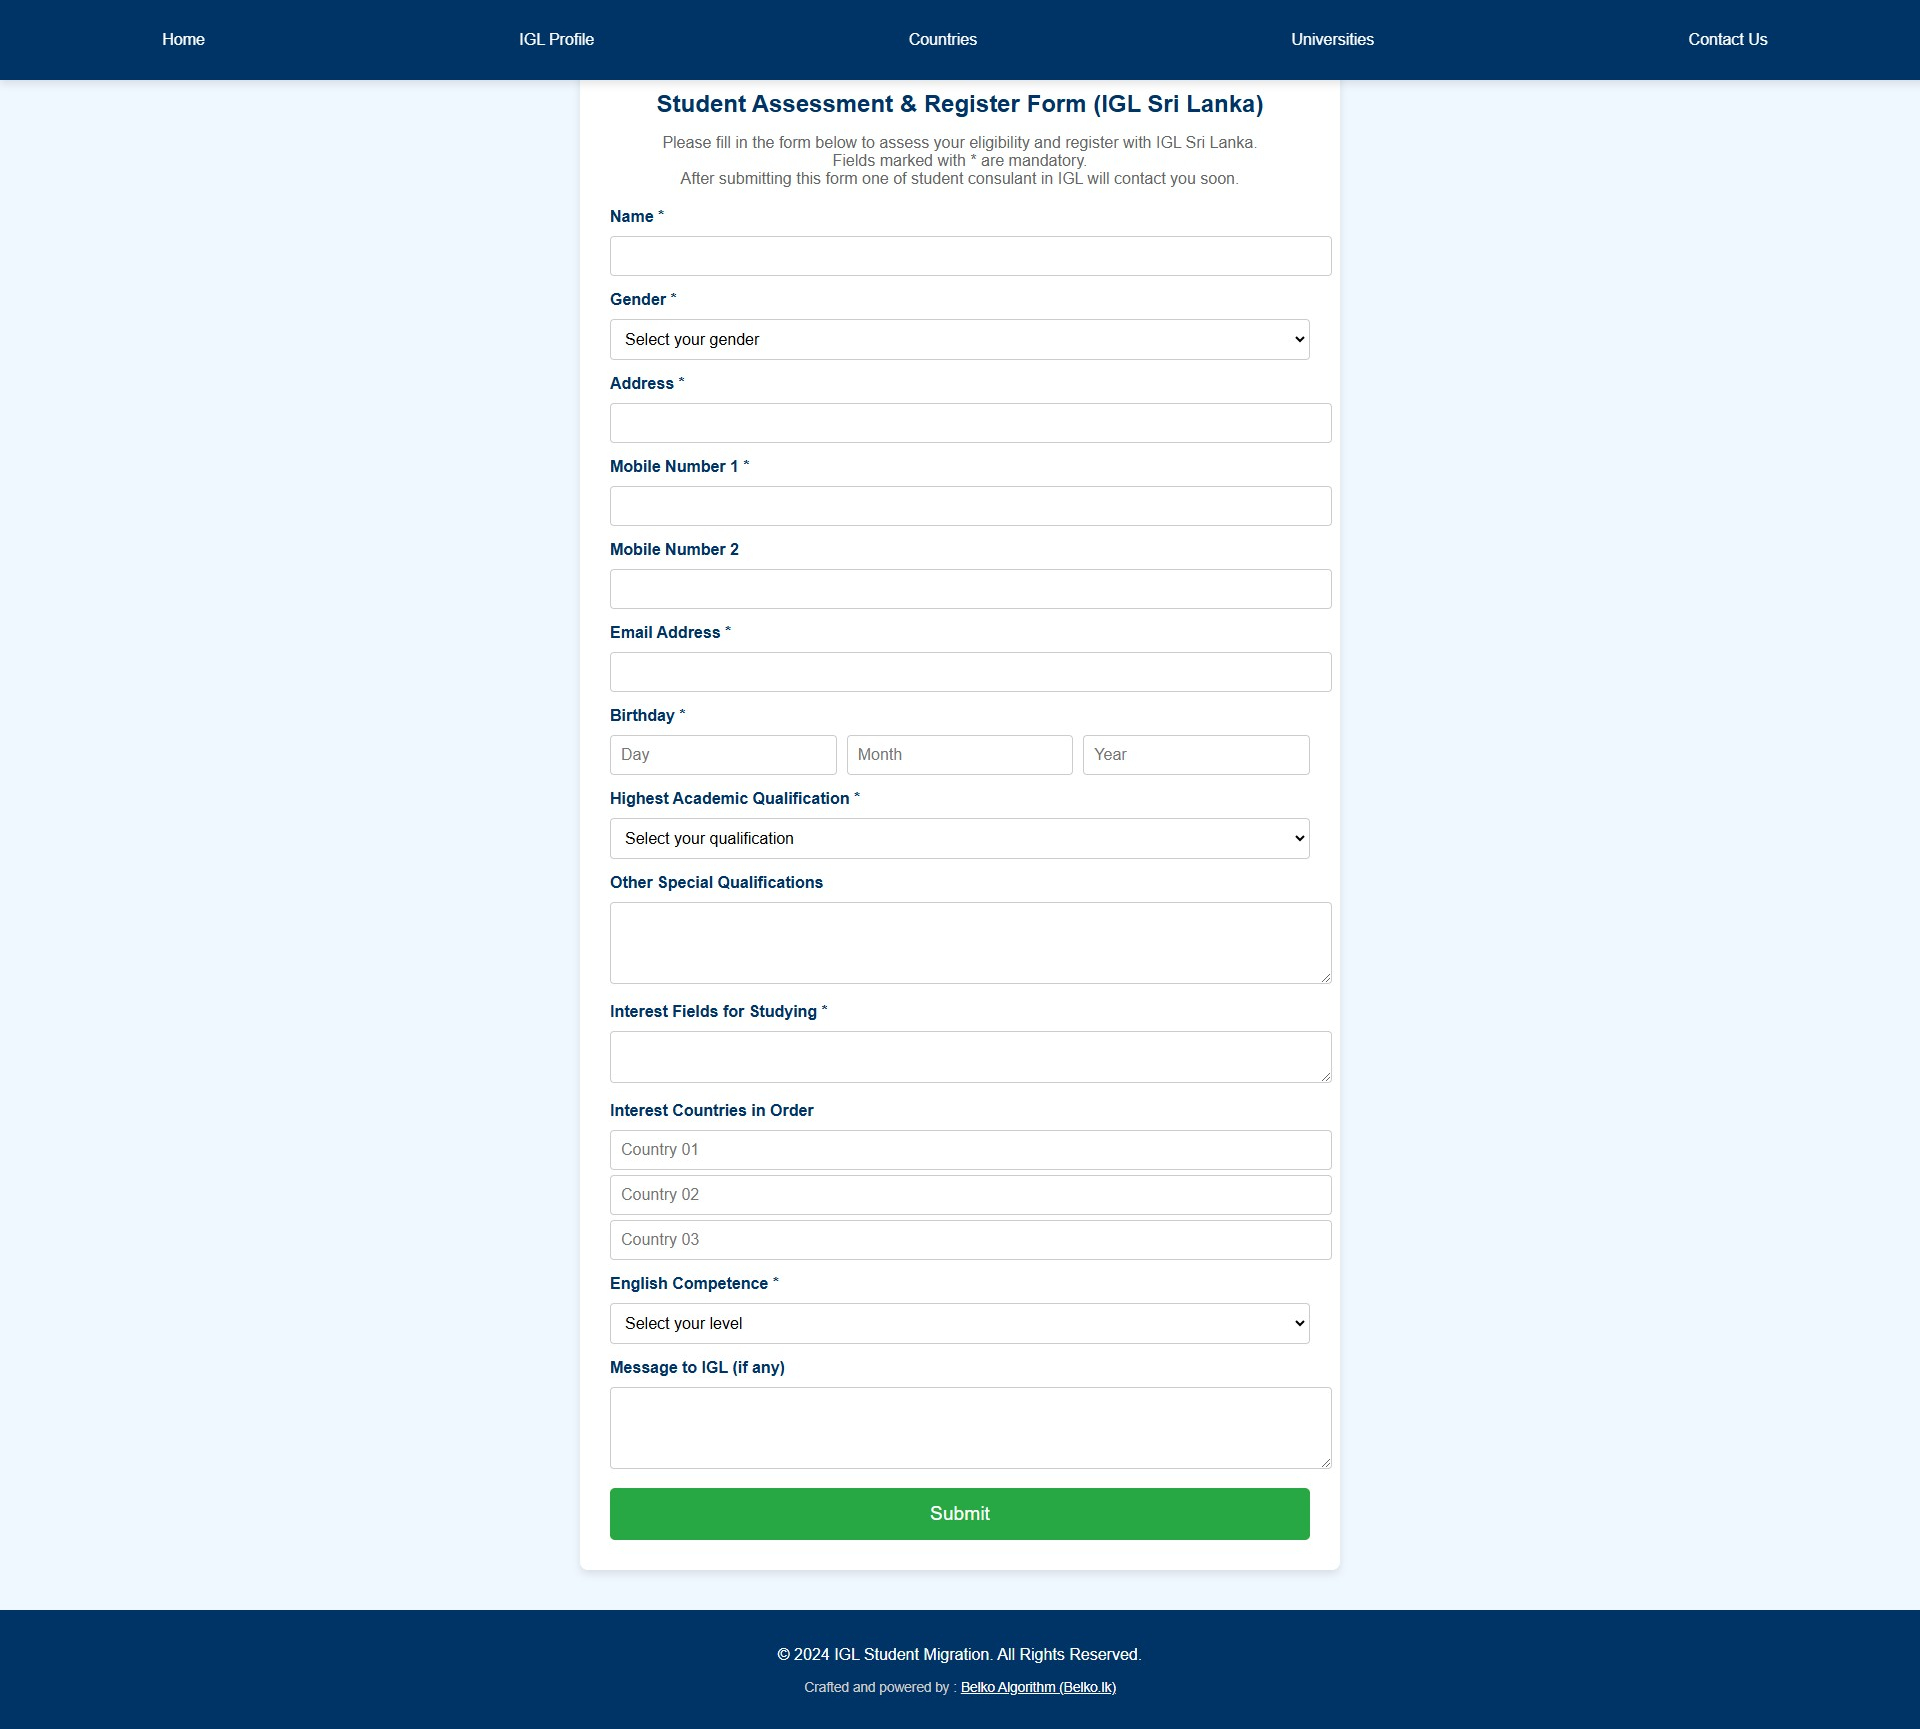 Home
IGL Profile
Countries
Universities
Contact Us
Student Assessment & Register Form (IGL Sri Lanka)
Please fill in the form below to assess your eligibility and register with IGL Sri Lanka.
Fields marked with * are mandatory.
After submitting this form one of student consulant in IGL will contact you soon.
Name *
Gender *
Select your gender
Address *
Mobile Number 1 *
Mobile Number 2
Email Address *
Birthday *
Day
Month
Year
Highest Academic Qualification *
Select your qualification
Other Special Qualifications
Interest Fields for Studying *
Interest Countries in Order
Country 01
Country 02
Country 03
English Competence *
Select your level
Message to IGL (if any)
Submit
© 2024 IGL Student Migration. All Rights Reserved.
Crafted and powered by : Belko Algorithm (Belko.lk)